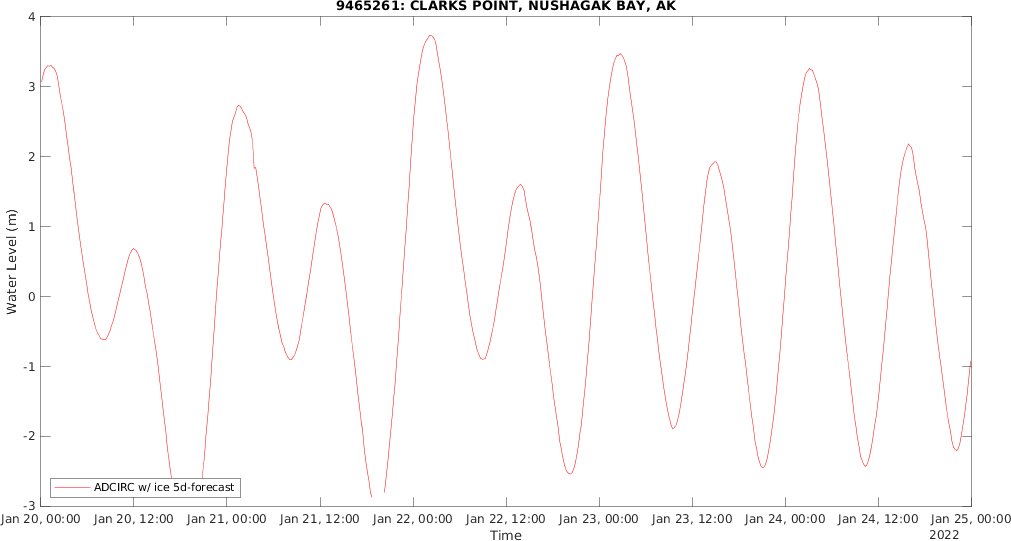 9465261: CLARKS POINT, NUSHAGAK BAY, AK
4
3
2
1
0
-1
-2
-3
Water Level (m)
ADCIRC w/ ice 5d-forecast
Jan 20, 00:00 Jan 20, 12:00 Jan 21, 00:00 Jan 21, 12:00 Jan 22, 00:00 Jan 22, 12:00 Jan 23, 00:00 Jan 23, 12:00 Jan 24, 00:00 Jan 24, 12:00 Jan 25, 00:00
Time
2022